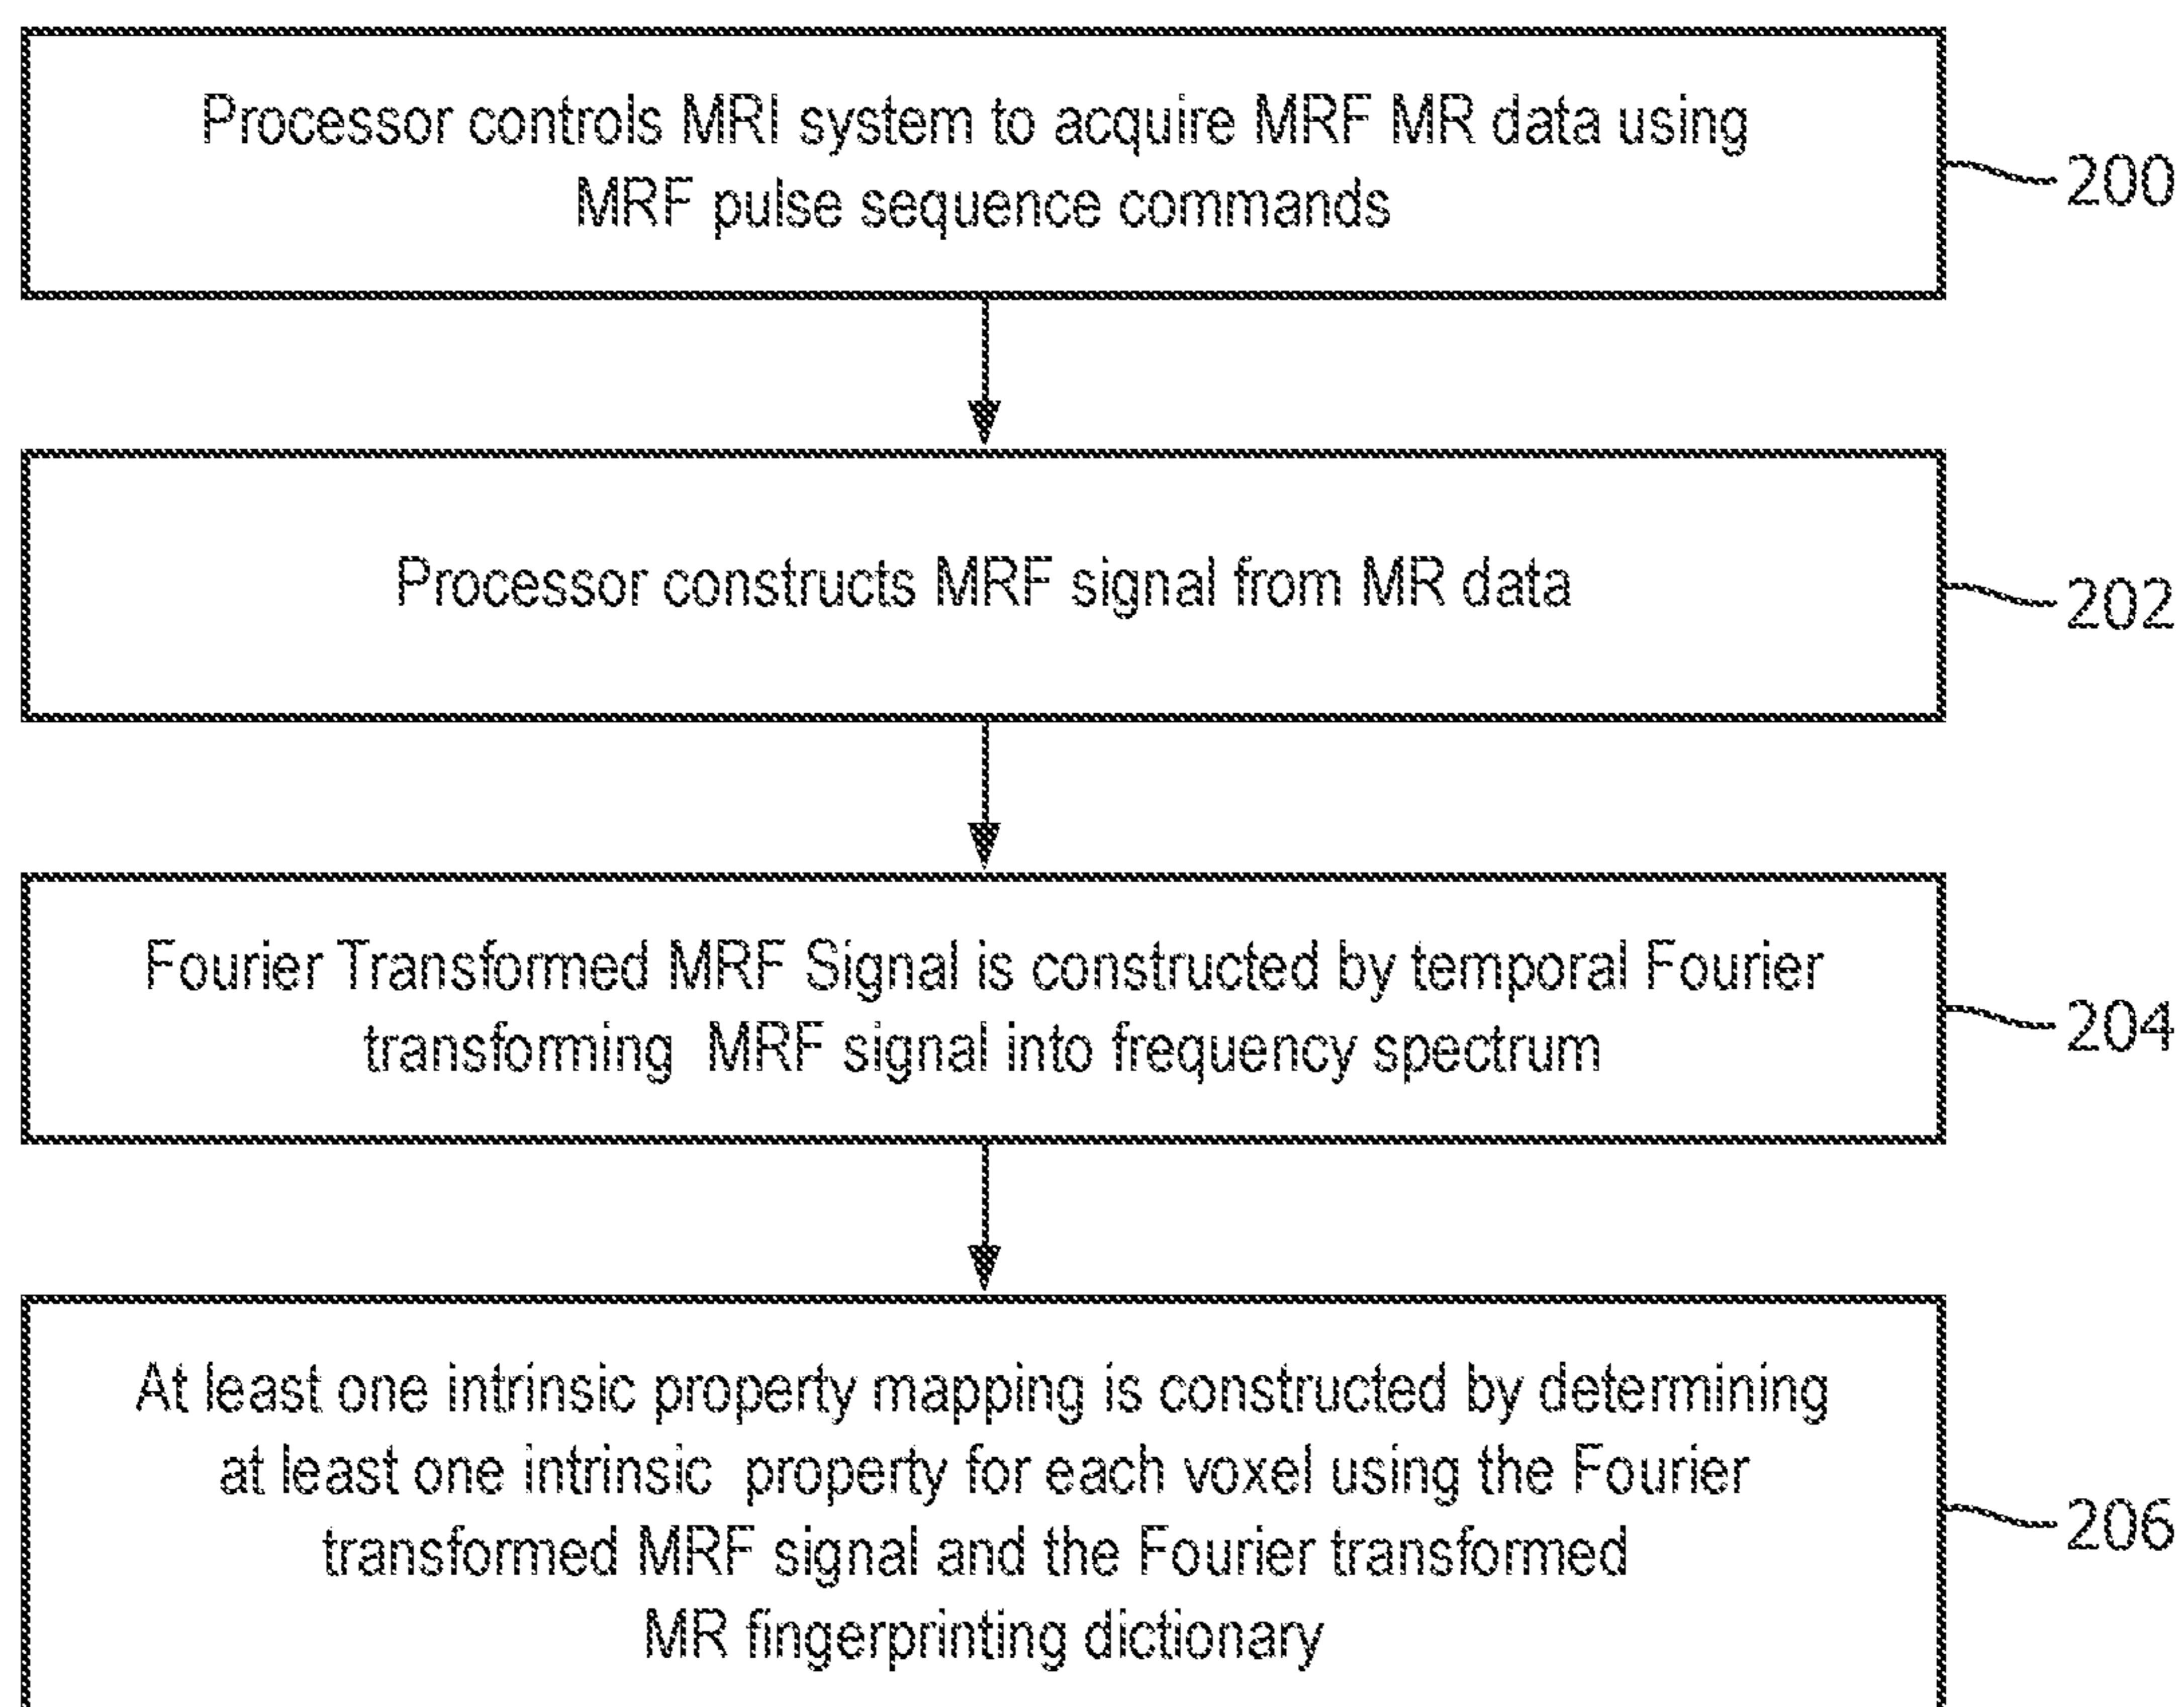 Processor controls MRI system to acquire MRF MR data using
MRF pulse sequence commands
200
Processor constructs MRF signal from MR data
202
Fourier Transformed MRF Signal is constructed by temporal Fourier
transforming MRF signal into frequency spectrum
204
At least one intrinsic property mapping is constructed by determining
at least one intrinsic property for each voxel using the Fourier
transformed MRF signal and the Fourier transformed
MR fingerprinting dictionary
206